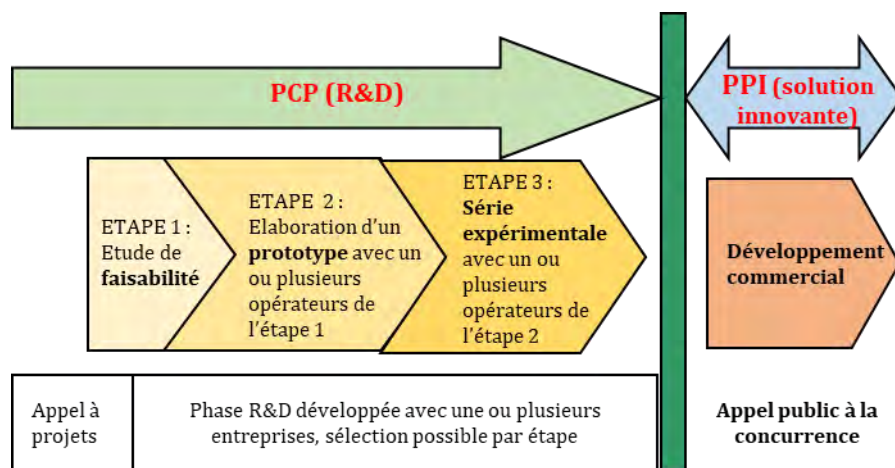 PCP (R&D)
PPI (solution
innovante)
ETAPE 1 :
Etude de
faisabilité
ETAPE 2 :
Elaboration d'un
prototype avec un
ou plusieurs
opérateurs de
l'étape 1
ETAPE 3 :
Série
expérimentale
avec un ou
plusieurs
opérateurs de
l'étape 2
Développement
commercial
Appel à
projets
Phase R&D développée avec une ou plusieurs
entreprises, sélection possible par étape
Appel public à la
concurrence